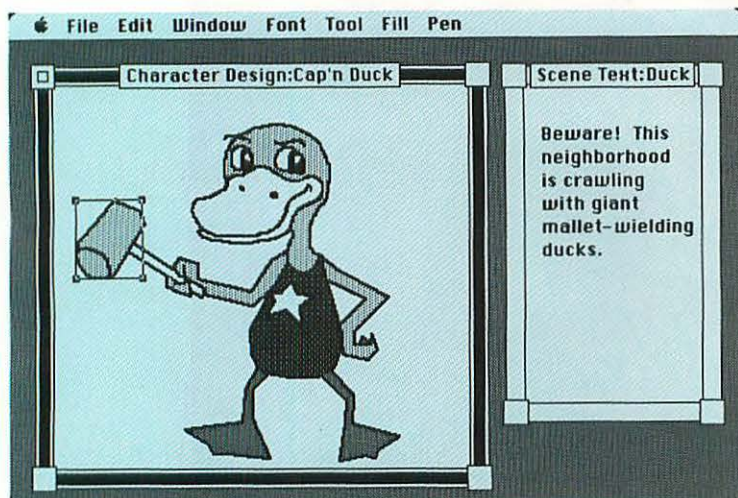 File Edit Window Font Tool Fill Pen
Character Design:Cap'n Duck
Scene Text:Duck
Beware! This
neighborhood
is crawling
with giant
mallet-wielding
ducks.